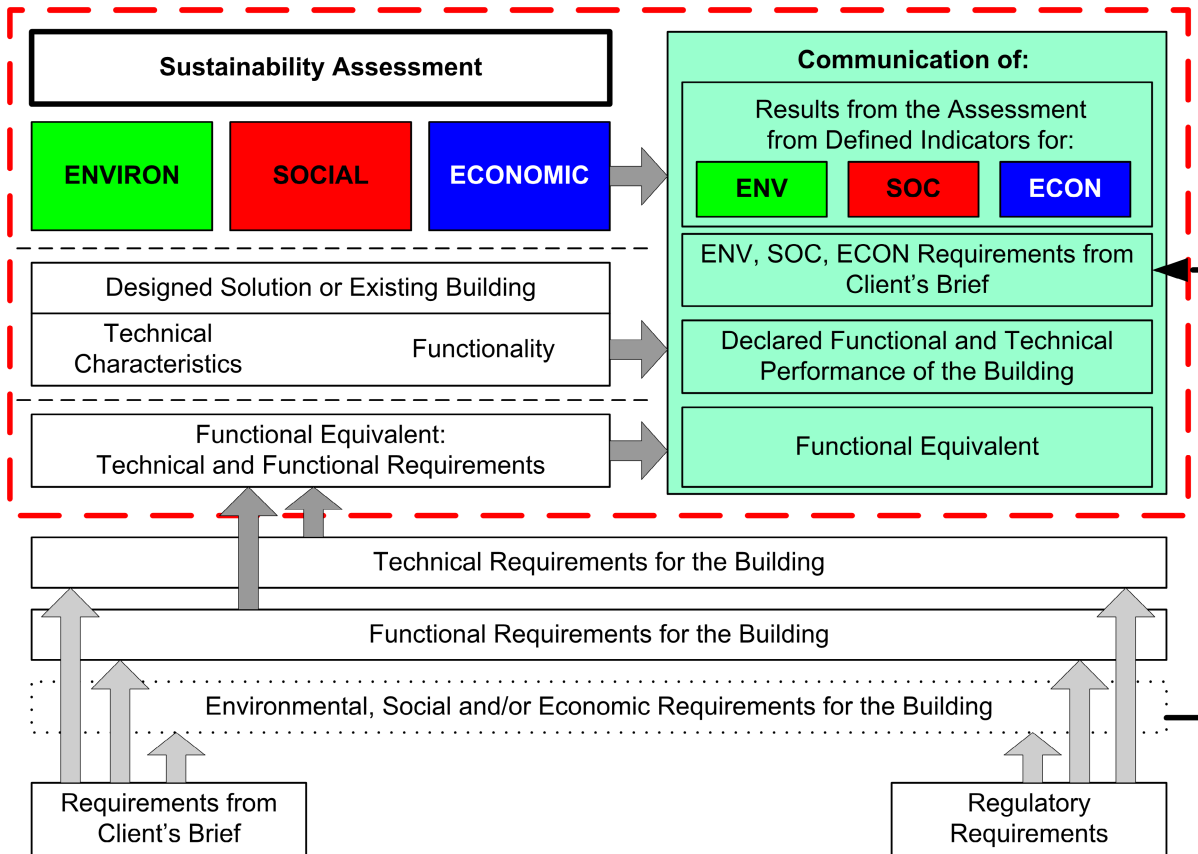 Sustainability Assessment
ENVIRON
SOCIAL
ECONOMIC
Communication of:
Results from the Assessment
from Defined Indicators for:
ENV
SOC
ECON
ENV, SOC, ECON Requirements from
Client's Brief
Designed Solution or Existing Building
Technical
Characteristics
Functionality
Declared Functional and Technical
Performance of the Building
Functional Equivalent:
Technical and Functional Requirements
Functional Equivalent
Technical Requirements for the Building
Functional Requirements for the Building
Environmental, Social and/or Economic Requirements for the Building
Requirements from
Client's Brief
Regulatory
Requirements